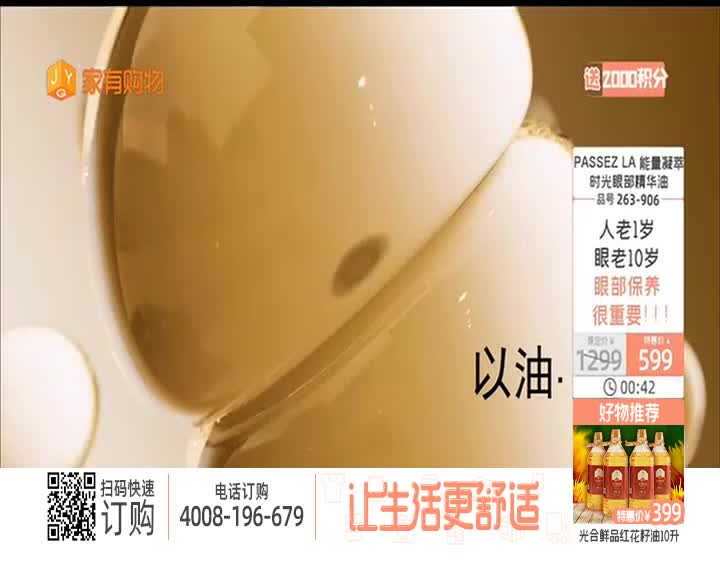 JYG 家有购物
送2000积分
PASSEZ LA 能量凝萃
时光眼部精华油
品号 263-906
人老1岁
眼老10岁
眼部保养
很重要!!!
特惠价¥
1299
599
00:42
以油.
好物推荐
特惠价¥399
光合鲜品红花籽油10升
扫码快速
订购
电话订购
4008-196-679
让生活更舒适